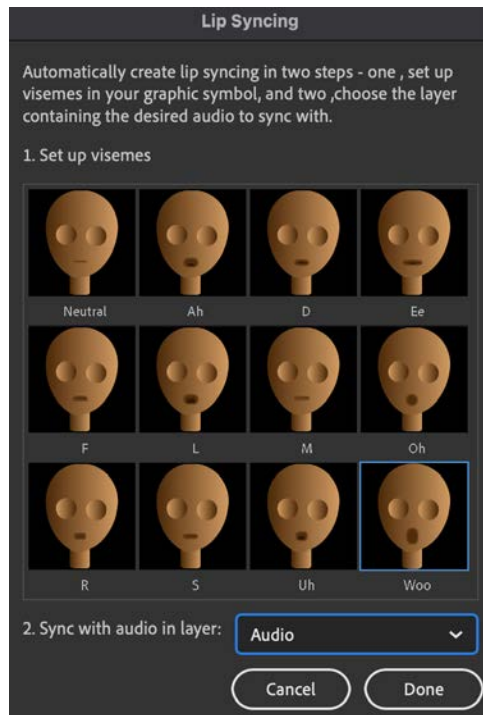 Lip Syncing
Automatically create lip syncing in two steps - one , set up
visemes in your graphic symbol, and two ,choose the layer
containing the desired audio to sync with.
1. Set up visemes
Neutral Ah D Ee
F L M Oh
R S Uh Woo
2. Sync with audio in layer: Audio
Cancel Done